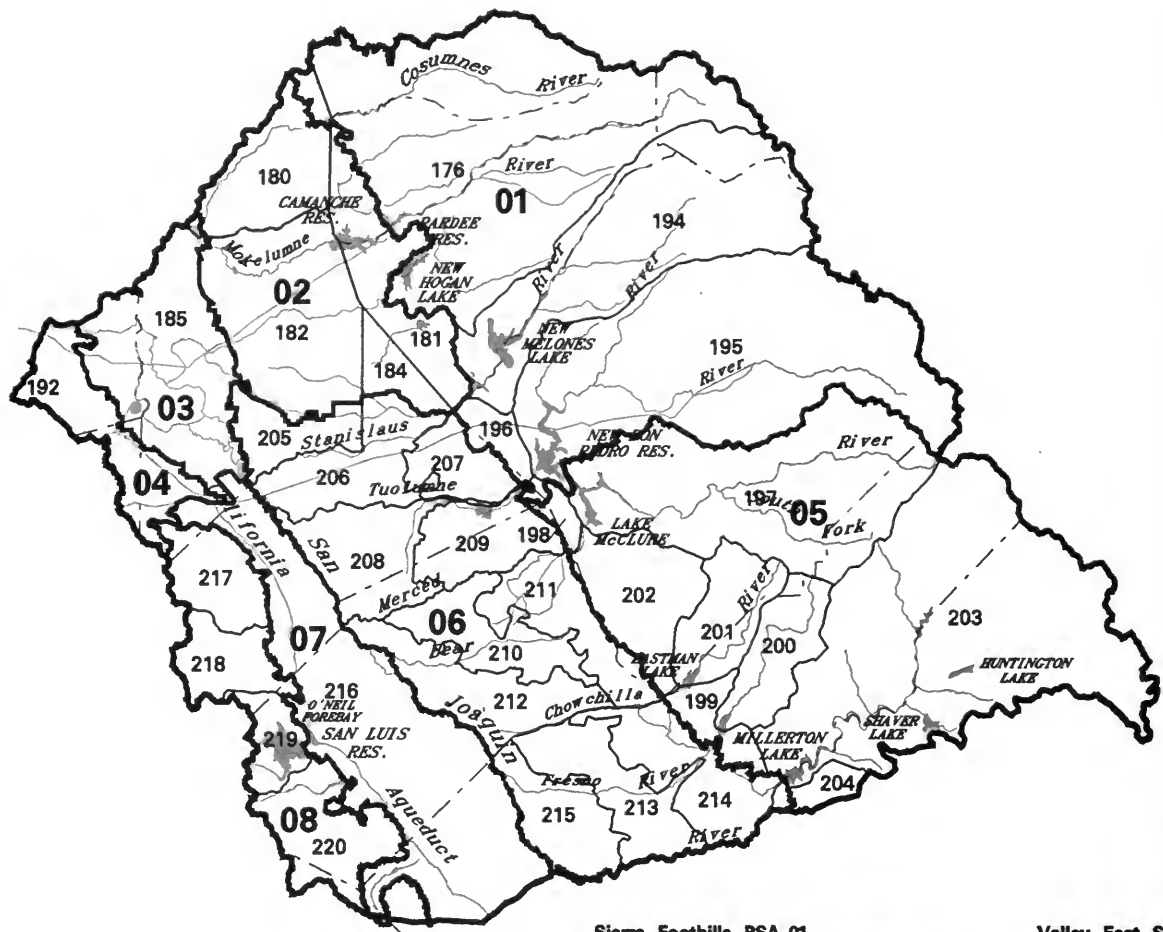 Cosumnes River
180
176
River
01
CAMANCHE
RES.
PARDEE
RES.
194
Mokelumne
NEW
HOGAN
LAKE
River
River
02
185
182
181
NEW
MELONES
LAKE
184
195
River
192
03
205
Stanislaus
196
NEW DON
PEDRO RES.
River
04
206
207
Tuolumne
197
South
Fork
05
California
San
208
209
198
LAKE
McCLURE
217
Merced
211
202
River
203
07
06
Bear
210
201
200
218
EASTMAN
LAKE
HUNTINGTON
LAKE
216
212
Chowchilla
199
O'NEIL
FOREBAY
SAN LUIS
RES.
Joaquin
MILLERTON
LAKE
SHAVER
LAKE
219
Fresno
River
204
08
Aqueduct
215
213
214
River
220
Sierra Foothills PSA 01
Valley East S